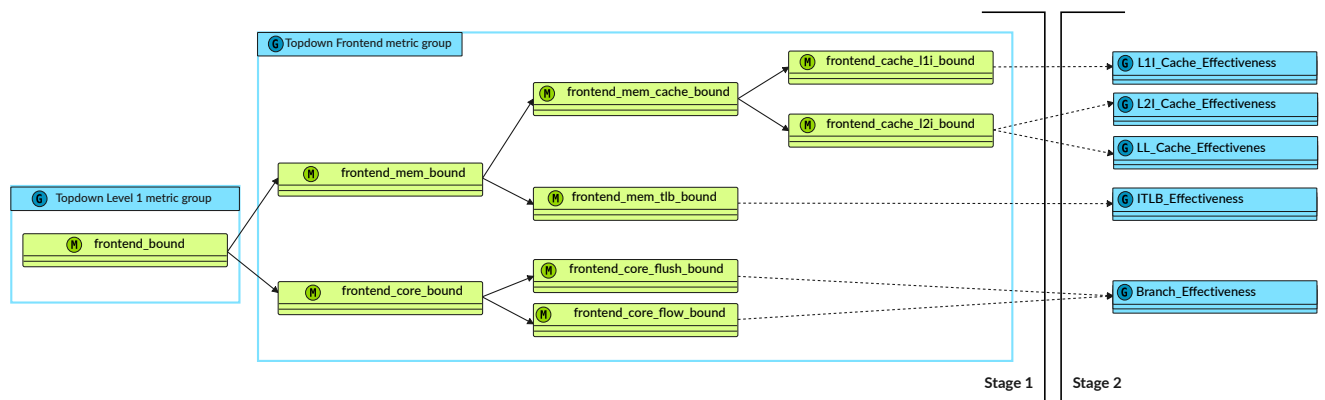 G Topdown Frontend metric group
M frontend_cache_l1i_bound
G L1I_Cache_Effectiveness
M frontend_mem_cache_bound
G L2I_Cache_Effectiveness
M frontend_cache_l2i_bound
G LL_Cache_Effectivenes
M frontend_mem_bound
G Topdown Level 1 metric group
M frontend_mem_tlb_bound
G ITLB_Effectiveness
M frontend_bound
M frontend_core_flush_bound
M frontend_core_bound
G Branch_Effectiveness
M frontend_core_flow_bound
Stage 1
Stage 2